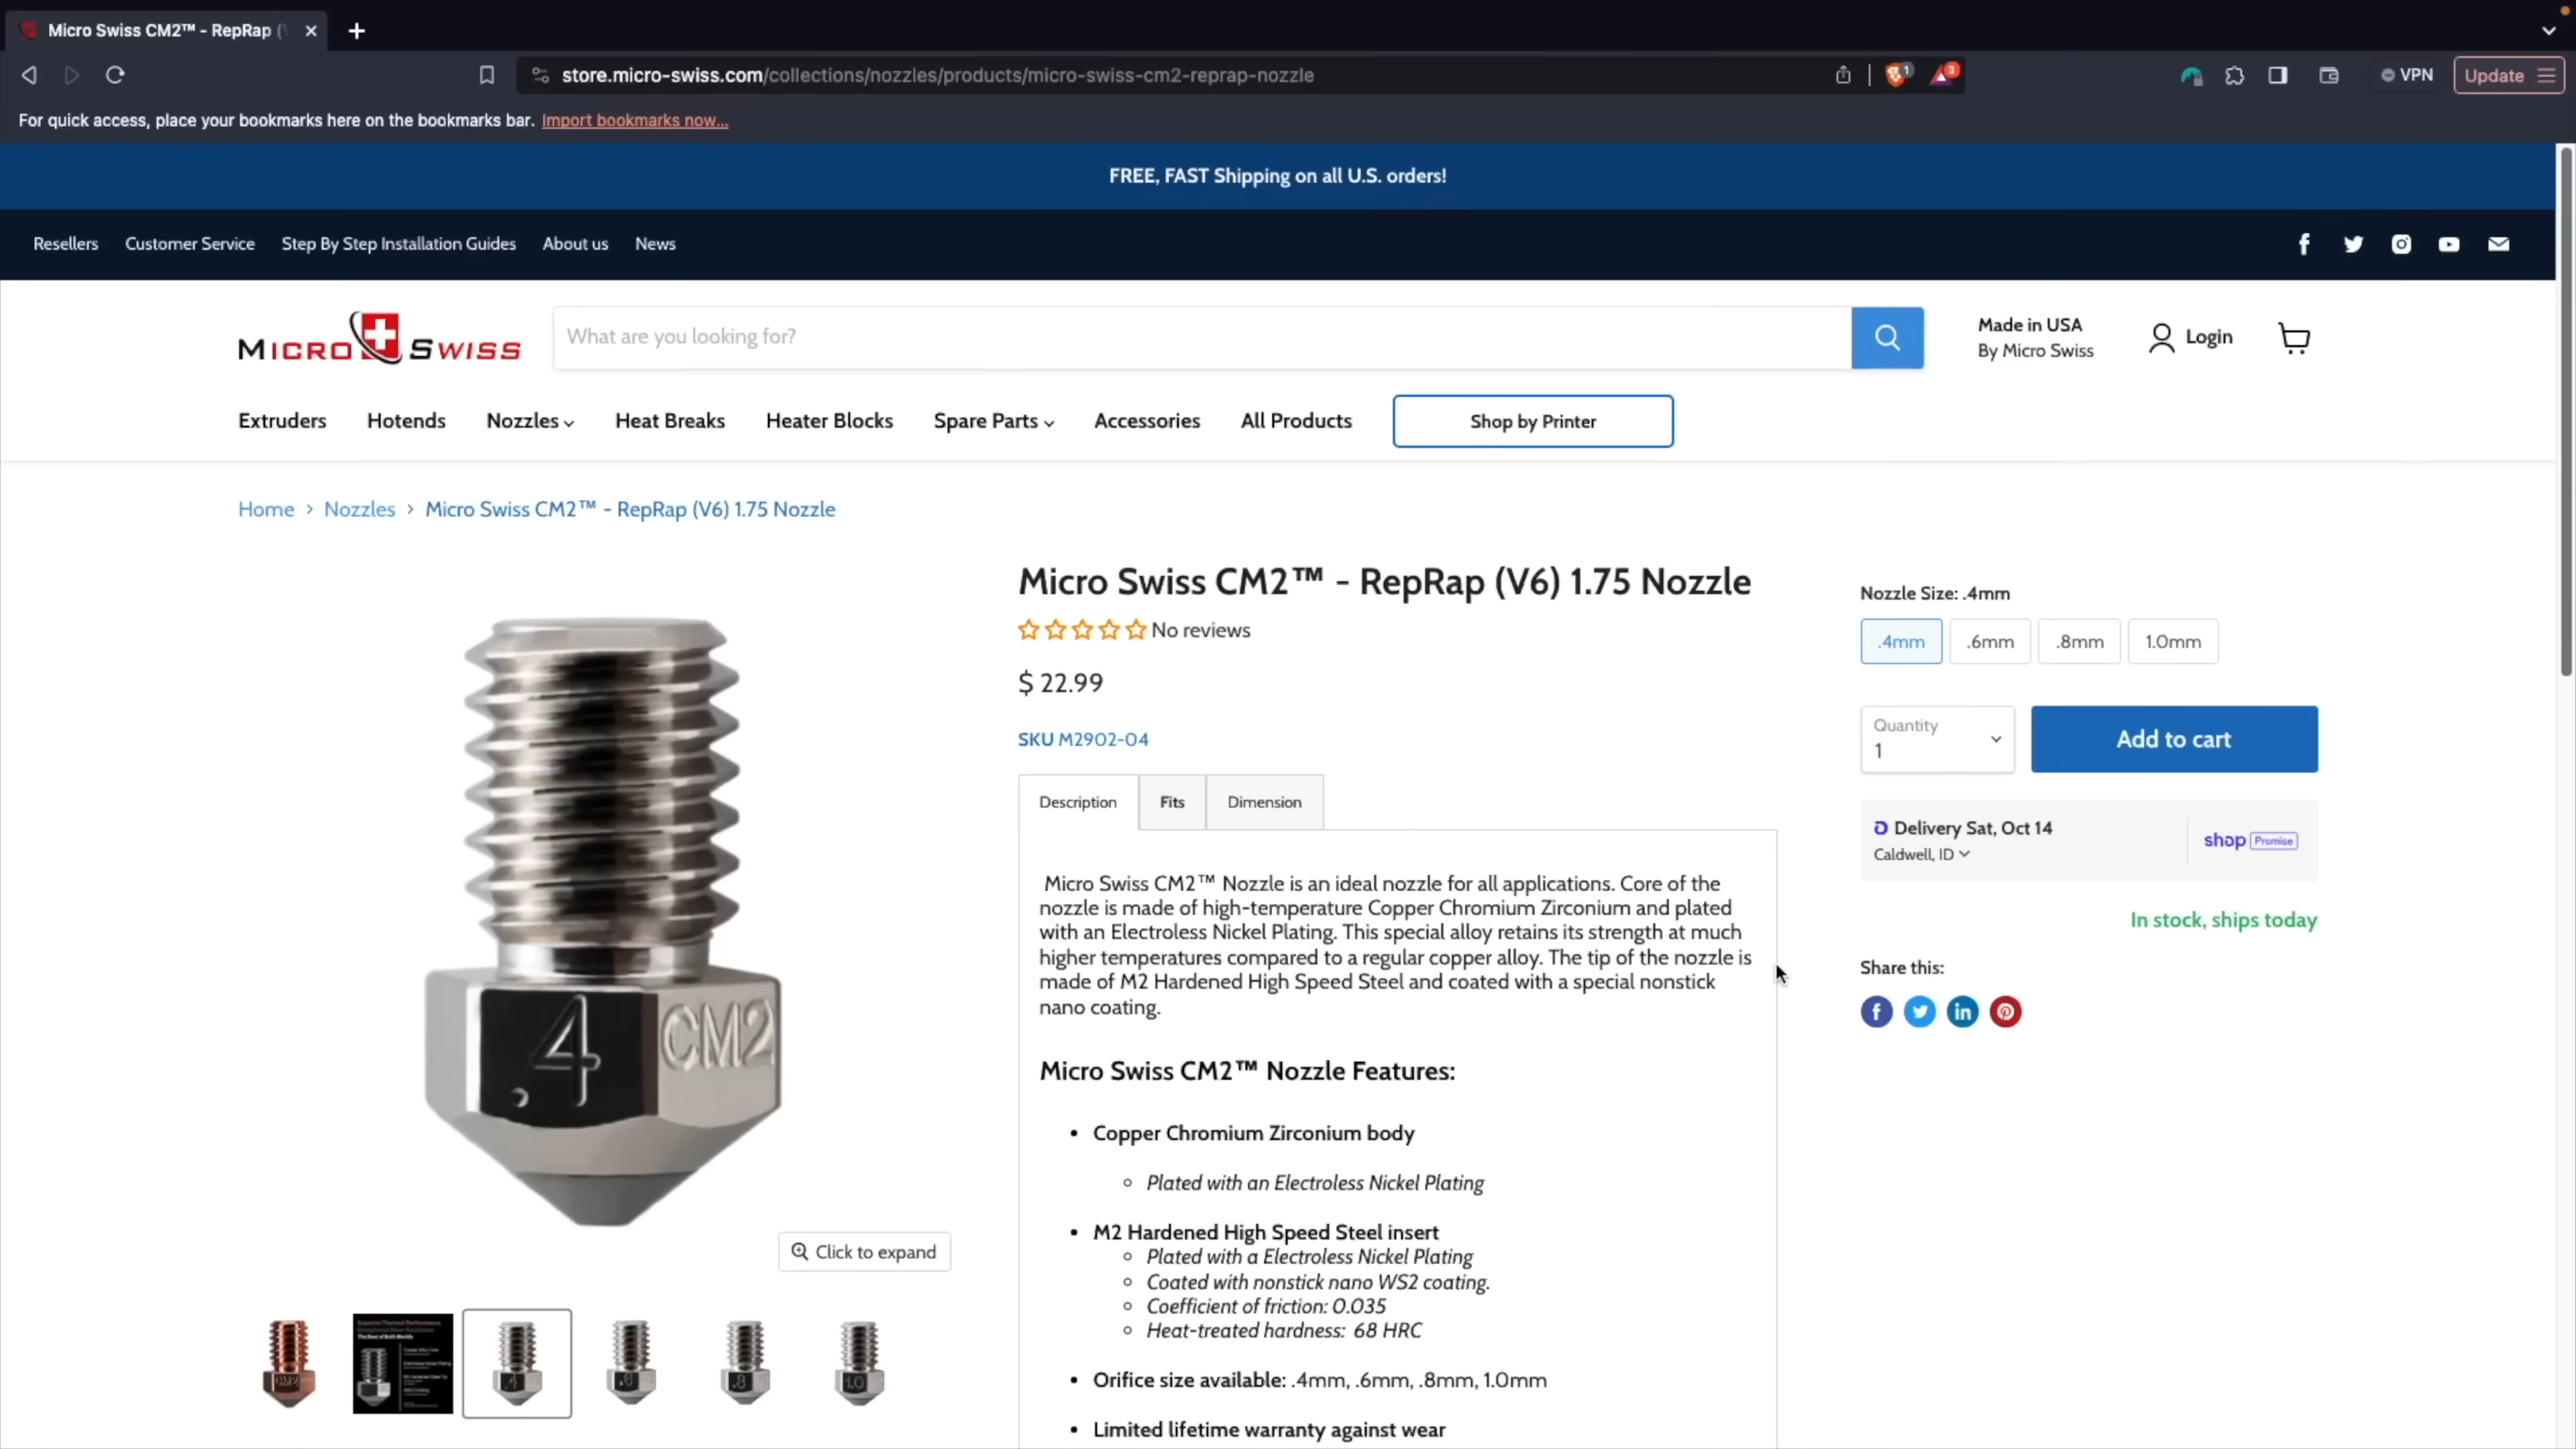 Micro Swiss CM2™ - RepRap (
store.micro-swiss.com/collections/nozzles/products/micro-swiss-cm2-reprap-nozzle
1
3
VPN
Update
For quick access, place your bookmarks here on the bookmarks bar. Import bookmarks now...
FREE, FAST Shipping on all U.S. orders!
Resellers
Customer Service
Step By Step Installation Guides
About us
News
MICRO SWISS
What are you looking for?
Made in USA
By Micro Swiss
Login
Extruders
Hotends
Nozzles
Heat Breaks
Heater Blocks
Spare Parts
Accessories
All Products
Shop by Printer
Home > Nozzles > Micro Swiss CM2™ - RepRap (V6) 1.75 Nozzle
Micro Swiss CM2™ - RepRap (V6) 1.75 Nozzle
No reviews
$ 22.99
SKU M2902-04
Description
Fits
Dimension
Micro Swiss CM2™ Nozzle is an ideal nozzle for all applications. Core of the
nozzle is made of high-temperature Copper Chromium Zirconium and plated
with an Electroless Nickel Plating. This special alloy retains its strength at much
higher temperatures compared to a regular copper alloy. The tip of the nozzle is
made of M2 Hardened High Speed Steel and coated with a special nonstick
nano coating.
Micro Swiss CM2™ Nozzle Features:
• Copper Chromium Zirconium body
Plated with an Electroless Nickel Plating
• M2 Hardened High Speed Steel insert
Plated with a Electroless Nickel Plating
Coated with nonstick nano WS2 coating.
Coefficient of friction: 0.035
Heat-treated hardness: 68 HRC
• Orifice size available: .4mm, .6mm, .8mm, 1.0mm
• Limited lifetime warranty against wear
Nozzle Size: .4mm
.4mm
.6mm
.8mm
1.0mm
Quantity
1
Add to cart
Delivery Sat, Oct 14
Caldwell, ID
shop Promise
In stock, ships today
Share this:
.4
CM2
Click to expand
CM2
The Best of Both Worlds
.4
.8
1.0